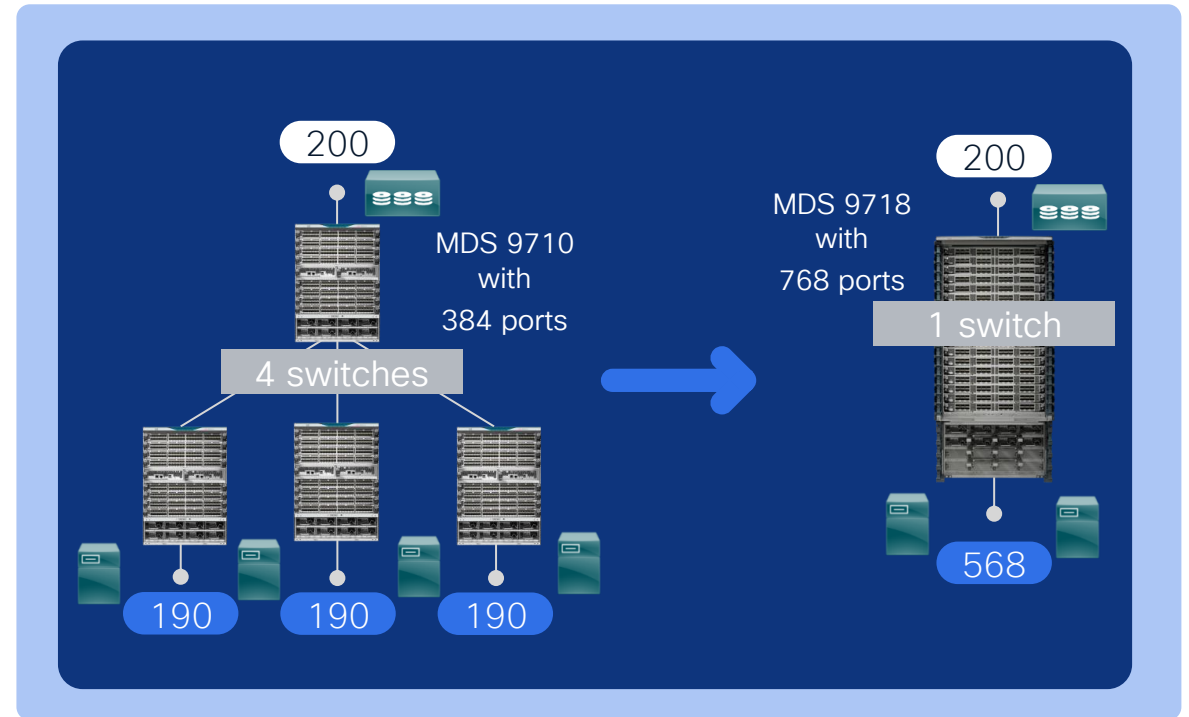 200
MDS 9710
with
384 ports
4 switches
190
190
190
200
MDS 9718
with
768 ports
1 switch
568